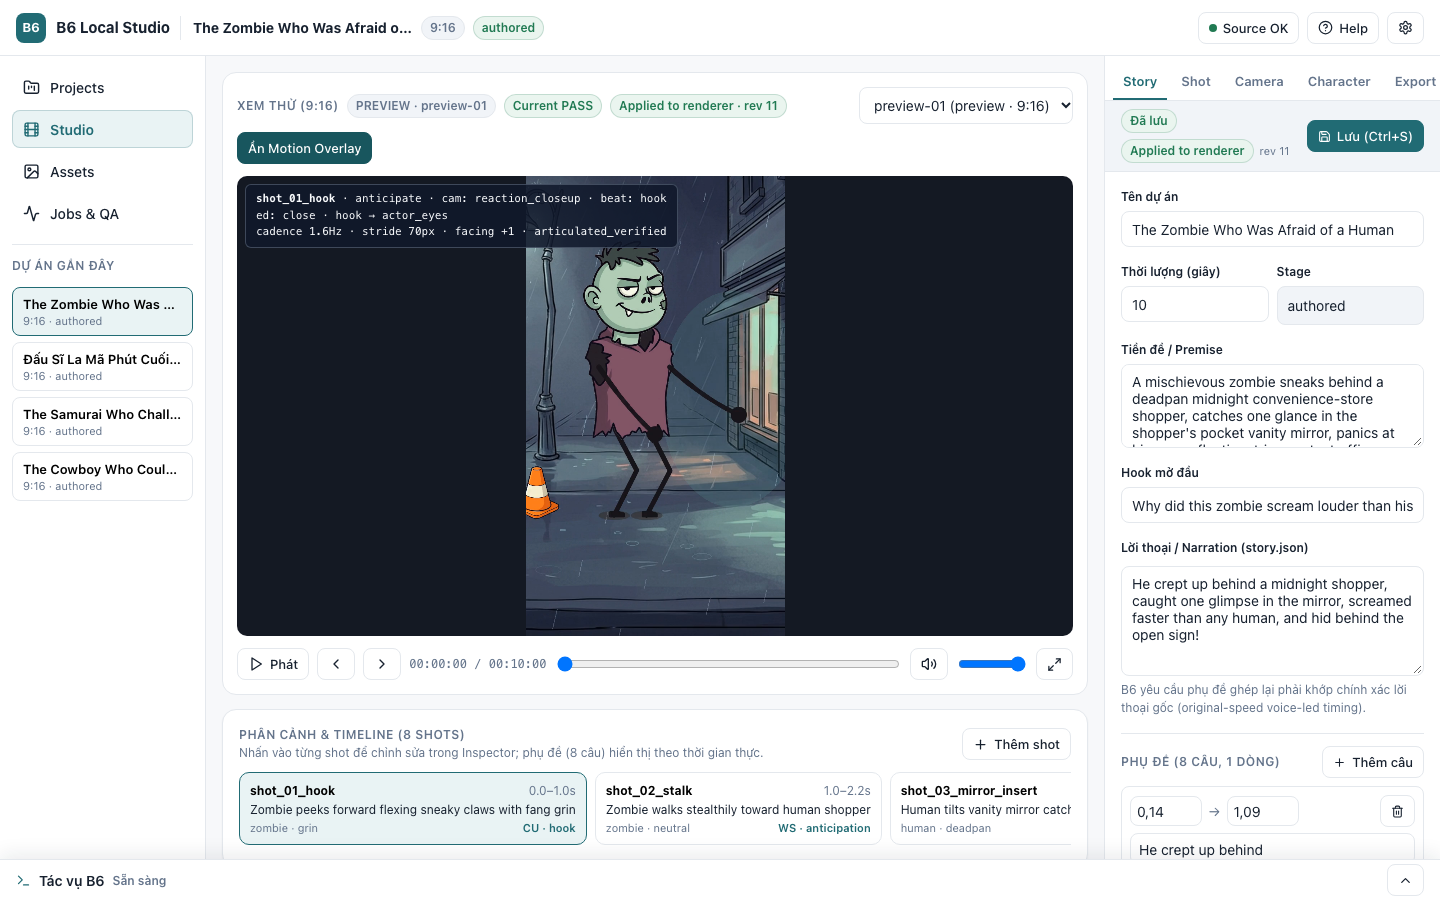 B6 B6 Local Studio The Zombie Who Was Afraid o... 9:16 authored Source OK Help
Projects
Studio
Assets
Jobs & QA
DỰ ÁN GẦN ĐÂY
The Zombie Who Was ...
9:16 · authored
Đấu Sĩ La Mã Phút Cuối...
9:16 · authored
The Samurai Who Chall...
9:16 · authored
The Cowboy Who Coul...
9:16 · authored
XEM THỬ (9:16) PREVIEW · preview-01 Current PASS Applied to renderer · rev 11 preview-01 (preview · 9:16)
Ẩn Motion Overlay
shot_01_hook · anticipate · cam: reaction_closeup · beat: hook
ed: close · hook → actor_eyes
cadence 1.6Hz · stride 70px · facing +1 · articulated_verified
Phát 00:00:00 / 00:10:00
PHÂN CẢNH & TIMELINE (8 SHOTS)
Nhấn vào từng shot để chỉnh sửa trong Inspector; phụ đề (8 câu) hiển thị theo thời gian thực.
Thêm shot
shot_01_hook 0.0–1.0s
Zombie peeks forward flexing sneaky claws with fang grin
zombie · grin CU · hook
shot_02_stalk 1.0–2.2s
Zombie walks stealthily toward human shopper
zombie · neutral WS · anticipation
shot_03_mirror_insert
Human tilts vanity mirror catch
human · deadpan
Story Shot Camera Character Export
Đã lưu
Applied to renderer rev 11
Lưu (Ctrl+S)
Tên dự án
The Zombie Who Was Afraid of a Human
Thời lượng (giây) Stage
10 authored
Tiền đề / Premise
A mischievous zombie sneaks behind a
deadpan midnight convenience-store
shopper, catches one glance in the
shopper's pocket vanity mirror, panics at
Hook mở đầu
Why did this zombie scream louder than his
Lời thoại / Narration (story.json)
He crept up behind a midnight shopper,
caught one glimpse in the mirror, screamed
faster than any human, and hid behind the
open sign!
B6 yêu cầu phụ đề ghép lại phải khớp chính xác lời
thoại gốc (original-speed voice-led timing).
PHỤ ĐỀ (8 CÂU, 1 DÒNG) Thêm câu
0,14 → 1,09
He crept up behind
Tác vụ B6 Sẵn sàng